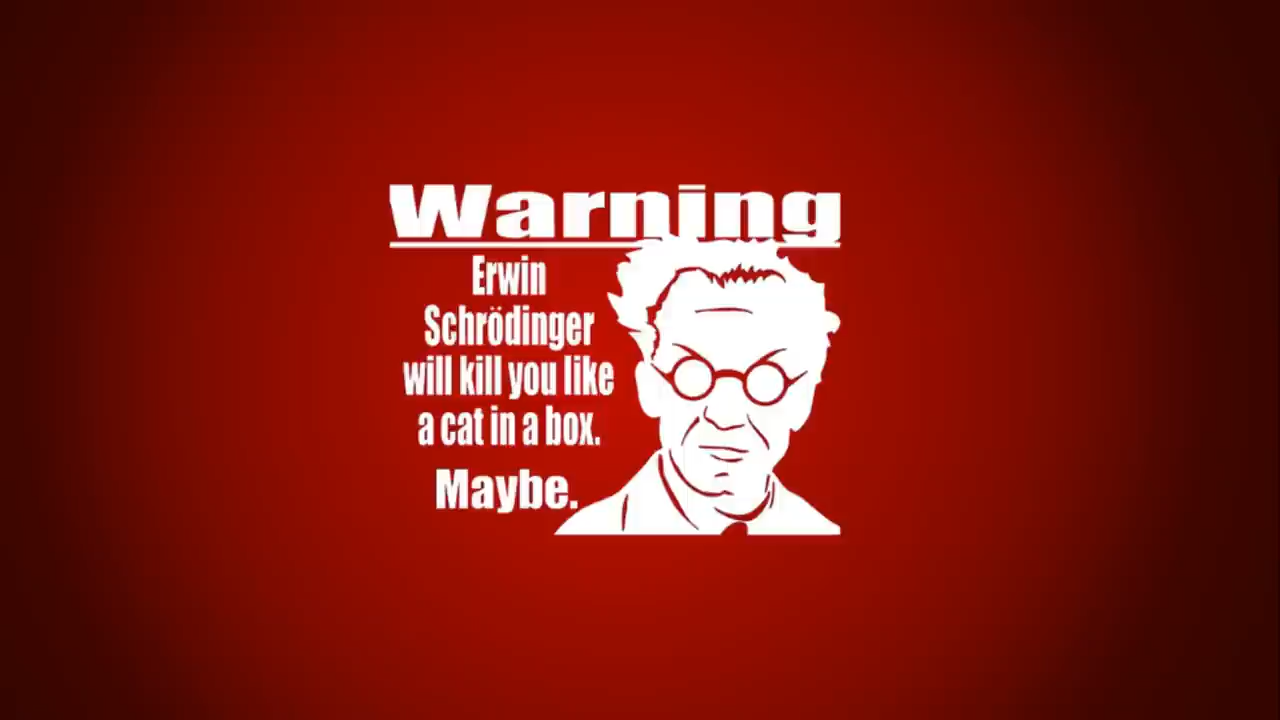 Warning
Erwin
Schrödinger
will kill you like
a cat in a box.
Maybe.